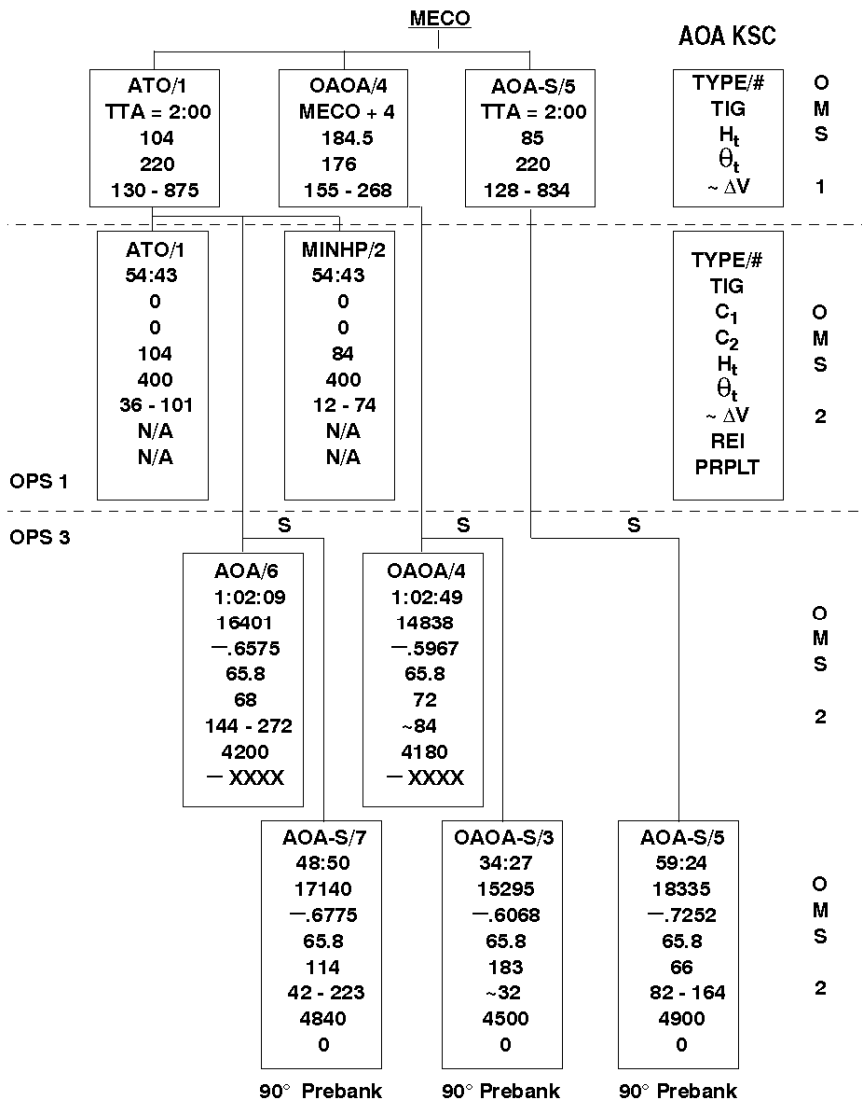 MECO
AOA KSC
ATO/1
TTA = 2:00
104
220
130 - 875
OAOA/4
MECO + 4
184.5
176
155 - 268
AOA-S/5
TTA = 2:00
85
220
128 - 834
TYPE/#
TIG
Ht
θt
~ ΔV
O
M
S
1
ATO/1
54:43
0
0
104
400
36 - 101
N/A
N/A
MINHP/2
54:43
0
0
84
400
12 - 74
N/A
N/A
TYPE/#
TIG
C1
C2
Ht
θt
~ ΔV
REI
PRPLT
O
M
S
2
OPS 1
OPS 3
S
S
S
AOA/6
1:02:09
16401
—.6575
65.8
68
144 - 272
4200
— XXXX
OAOA/4
1:02:49
14838
—.5967
65.8
72
~84
4180
— XXXX
O
M
S
2
AOA-S/7
48:50
17140
—.6775
65.8
114
42 - 223
4840
0
90° Prebank
OAOA-S/3
34:27
15295
—.6068
65.8
183
~32
4500
0
90° Prebank
AOA-S/5
59:24
18335
—.7252
65.8
66
82 - 164
4900
0
90° Prebank
O
M
S
2